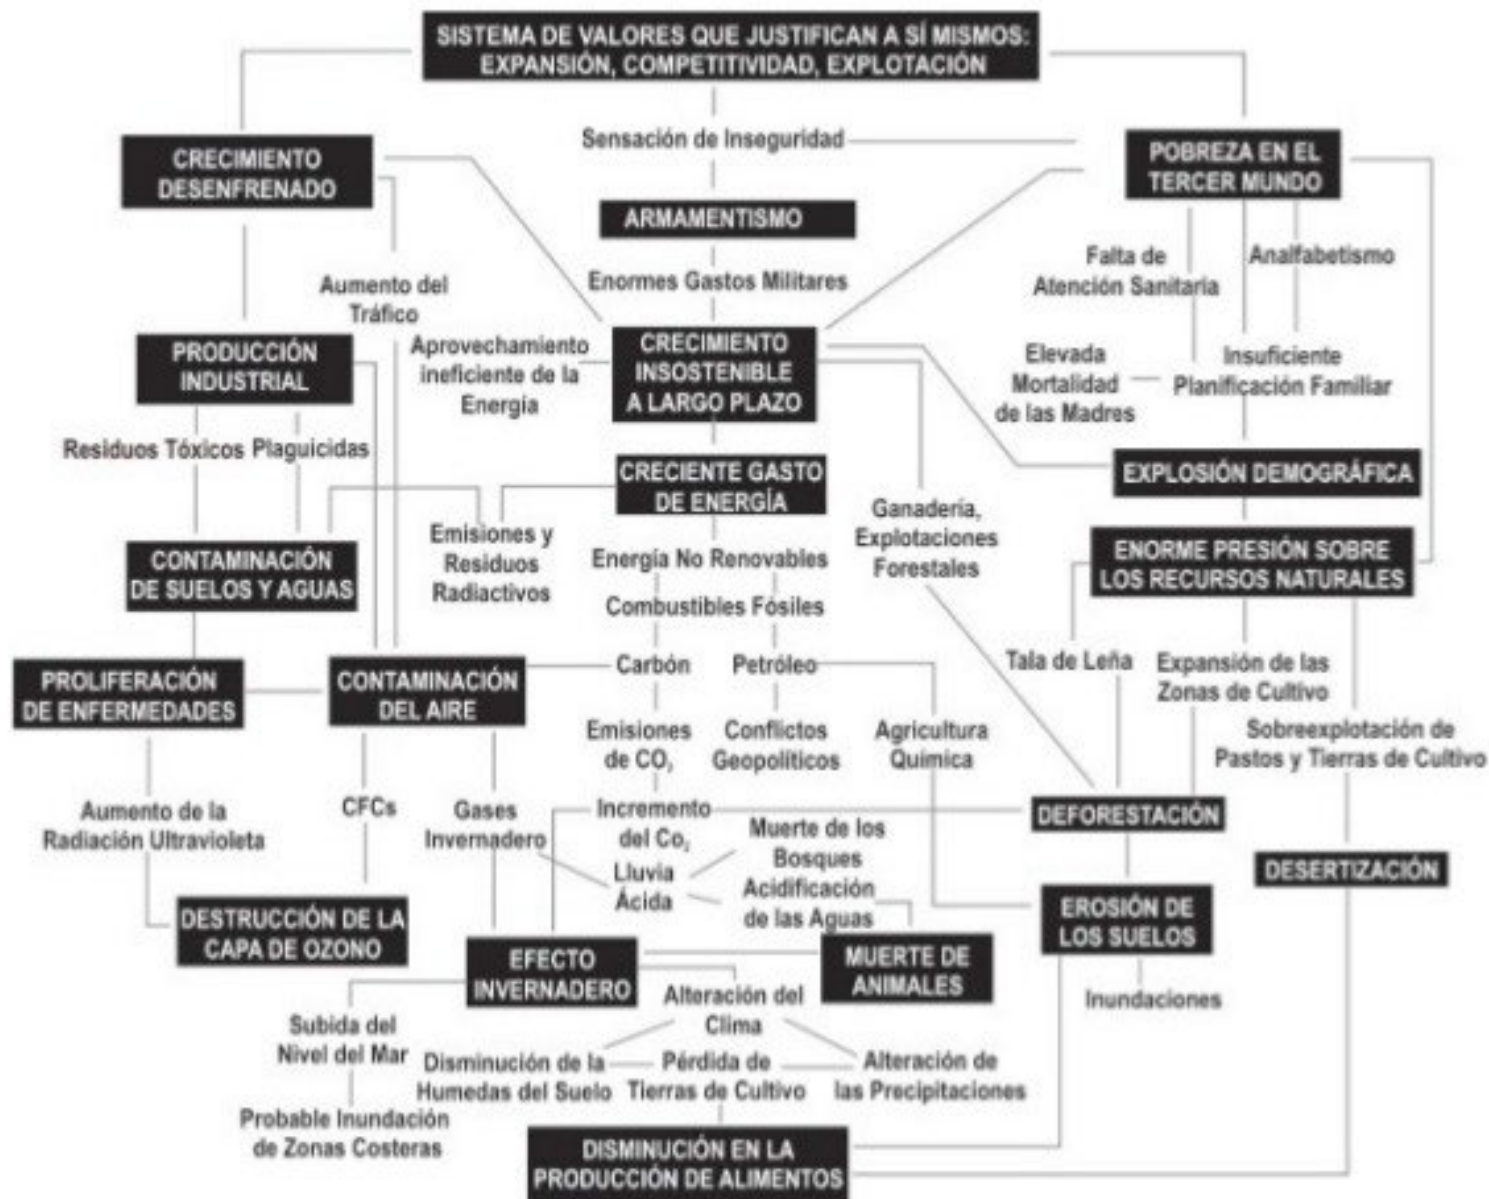 SISTEMA DE VALORES QUE JUSTIFICAN A SÍ MISMOS:
EXPANSIÓN, COMPETITIVIDAD, EXPLOTACIÓN
Sensación de Inseguridad
CRECIMIENTO
DESENFRENADO
POBREZA EN EL
TERCER MUNDO
ARMAMENTISMO
Aumento del
Tráfico
Enormes Gastos Militares
Falta de
Atención Sanitaria
Analfabetismo
PRODUCCIÓN
INDUSTRIAL
Aprovechamiento
ineficiente de la
Energía
CRECIMIENTO
INSOSTENIBLE
A LARGO PLAZO
Elevada
Mortalidad
de las Madres
Insuficiente
Planificación Familiar
Residuos Tóxicos
Plaguicidas
CRECIENTE GASTO
DE ENERGÍA
EXPLOSIÓN DEMOGRÁFICA
Ganadería,
Explotaciones
Forestales
CONTAMINACIÓN
DE SUELOS Y AGUAS
Emisiones y
Residuos
Radiactivos
Energía No Renovables
ENORME PRESIÓN SOBRE
LOS RECURSOS NATURALES
Combustibles Fósiles
PROLIFERACIÓN
DE ENFERMEDADES
CONTAMINACIÓN
DEL AIRE
Carbón
Petróleo
Tala de Leña
Expansión de las
Zonas de Cultivo
Emisiones
de CO₂
Conflictos
Geopolíticos
Agricultura
Química
Sobreexplotación de
Pastos y Tierras de Cultivo
Aumento de la
Radiación Ultravioleta
CFCs
Gases
Invernadero
Incremento
del Co₂
DEFORESTACIÓN
Muerte de los
Bosques
Lluvia
Ácida
Acidificación
de las Aguas
DESERTIZACIÓN
DESTRUCCIÓN DE LA
CAPA DE OZONO
EROSIÓN DE
LOS SUELOS
EFECTO
INVERNADERO
MUERTE DE
ANIMALES
Alteración del
Clima
Inundaciones
Subida del
Nivel del Mar
Disminución de la
Humedas del Suelo
Pérdida de
Tierras de Cultivo
Alteración de
las Precipitaciones
Probable Inundación
de Zonas Costeras
DISMINUCIÓN EN LA
PRODUCCIÓN DE ALIMENTOS